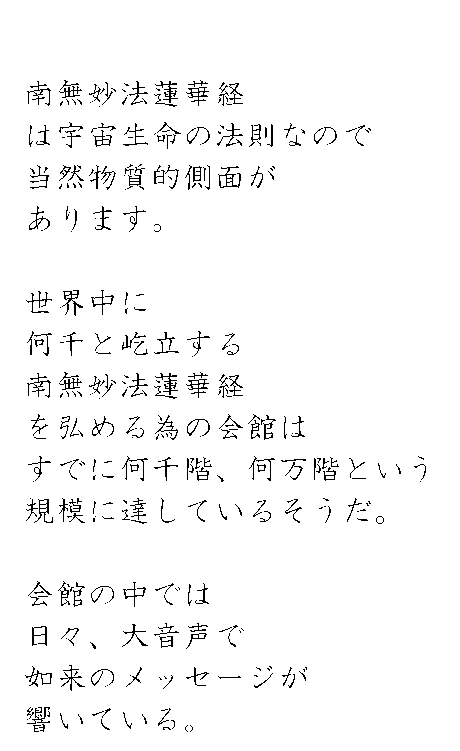 南無妙法蓮華経
は宇宙生命の法則なので
当然物質的側面が
あります。
世界中に
何千と屹立する
南無妙法蓮華経
を弘める為の会館は
すでに何千階、何万階という
規模に達しているそうだ。
会館の中では
日々、大音声で
如来のメッセージが
響いている。